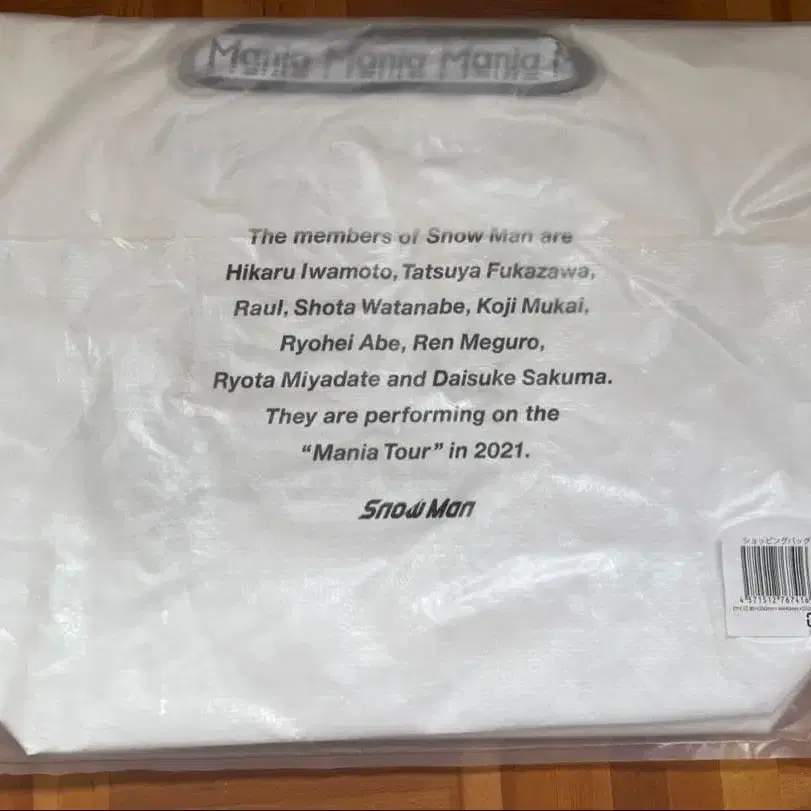 Mania Mania Mania
The members of Snow Man are
Hikaru Iwamoto, Tatsuya Fukazawa,
Raul, Shota Watanabe, Koji Mukai,
Ryohei Abe, Ren Meguro,
Ryota Miyadate and Daisuke Sakuma.
They are performing on the
“Mania Tour” in 2021.
Snow Man
ショッピングバッグ